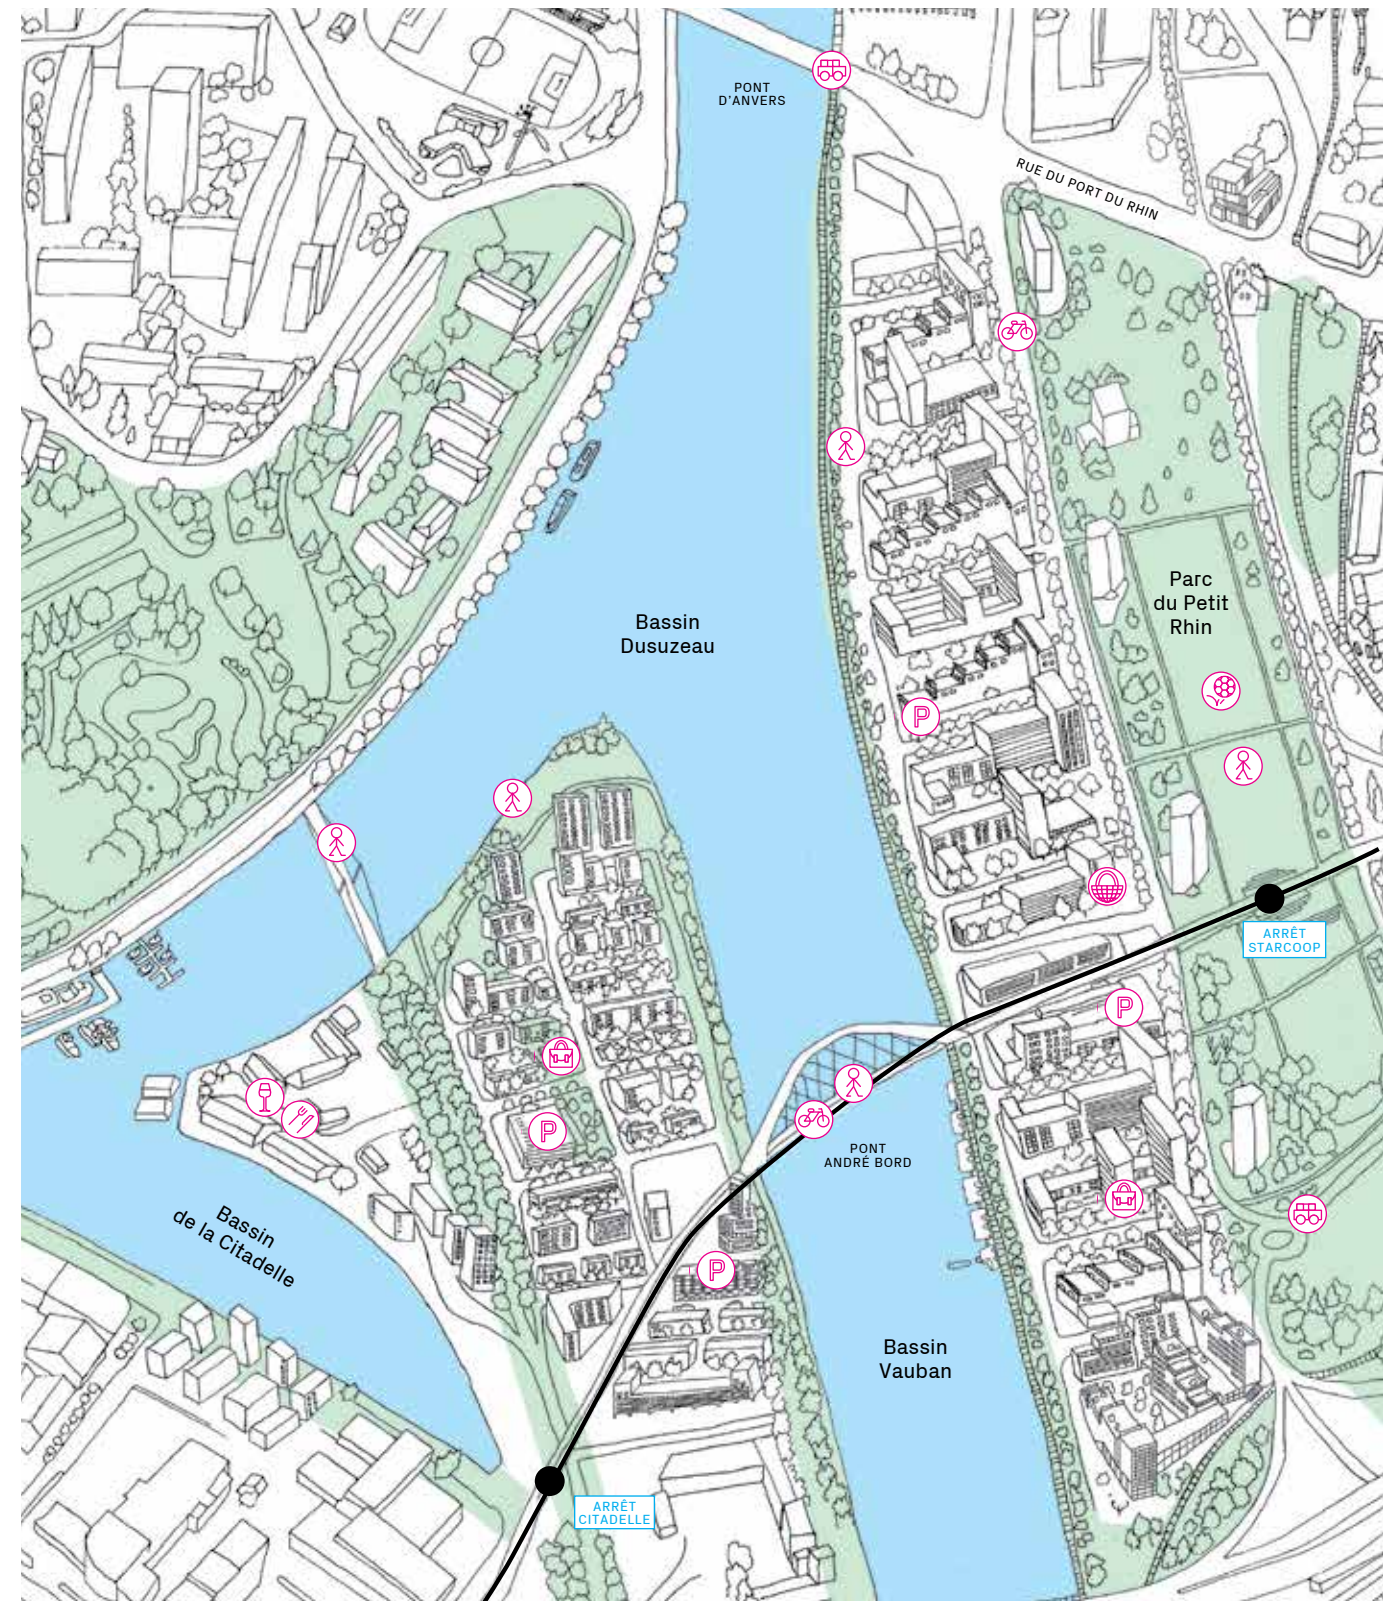 PONT
D'ANVERS
RUE DU PORT DU RHIN
Parc
du Petit
Rhin
Bassin
Dusuzeau
P
ARRÊT
STARCOOP
P
P
PONT
ANDRÉ BORD
Bassin
de la Citadelle
P
Bassin
Vauban
ARRÊT
CITADELLE